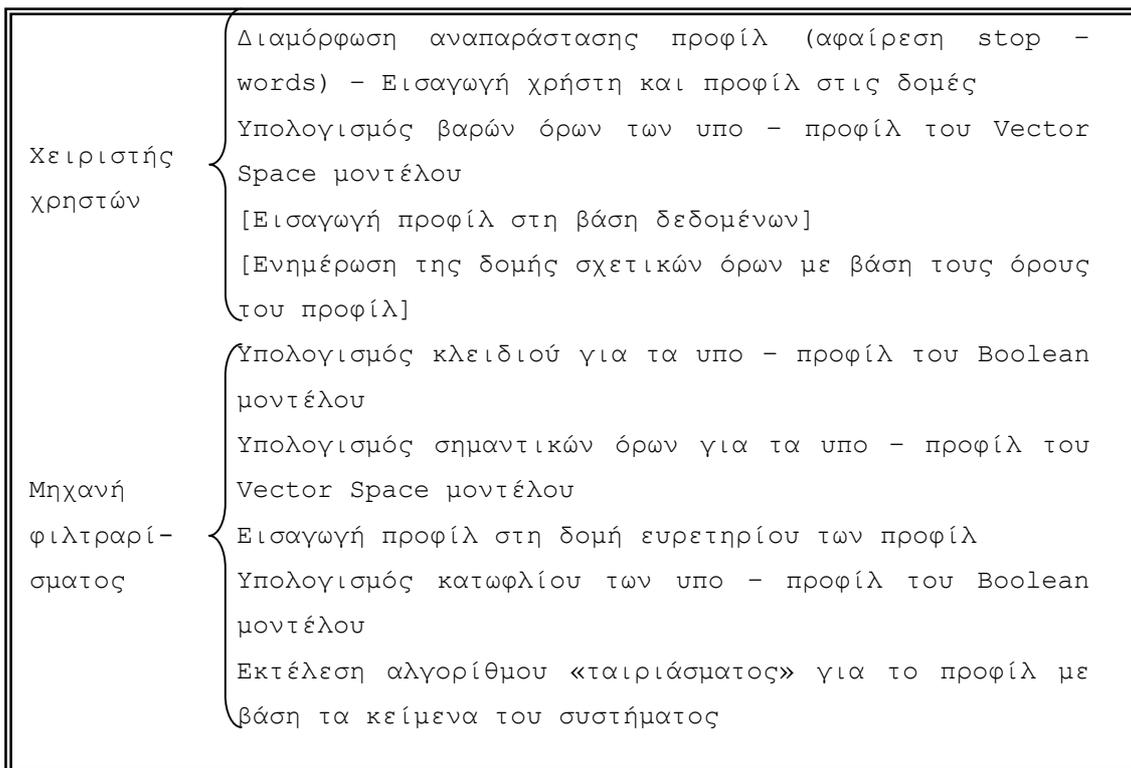 Χειριστής
χρηστών
Διαμόρφωση αναπαράστασης προφίλ (αφαίρεση stop –
words) – Εισαγωγή χρήστη και προφίλ στις δομές
Υπολογισμός βαρών όρων των υπο – προφίλ του Vector
Space μοντέλου
[Εισαγωγή προφίλ στη βάση δεδομένων]
[Ενημέρωση της δομής σχετικών όρων με βάση τους όρους
του προφίλ]
Μηχανή
φιλτραρί-
σματος
Υπολογισμός κλειδιού για τα υπο – προφίλ του Boolean
μοντέλου
Υπολογισμός σημαντικών όρων για τα υπο – προφίλ του
Vector Space μοντέλου
Εισαγωγή προφίλ στη δομή ευρετηρίου των προφίλ
Υπολογισμός κατωφλίου των υπο – προφίλ του Boolean
μοντέλου
Εκτέλεση αλγορίθμου «ταιριάσματος» για το προφίλ με
βάση τα κείμενα του συστήματος